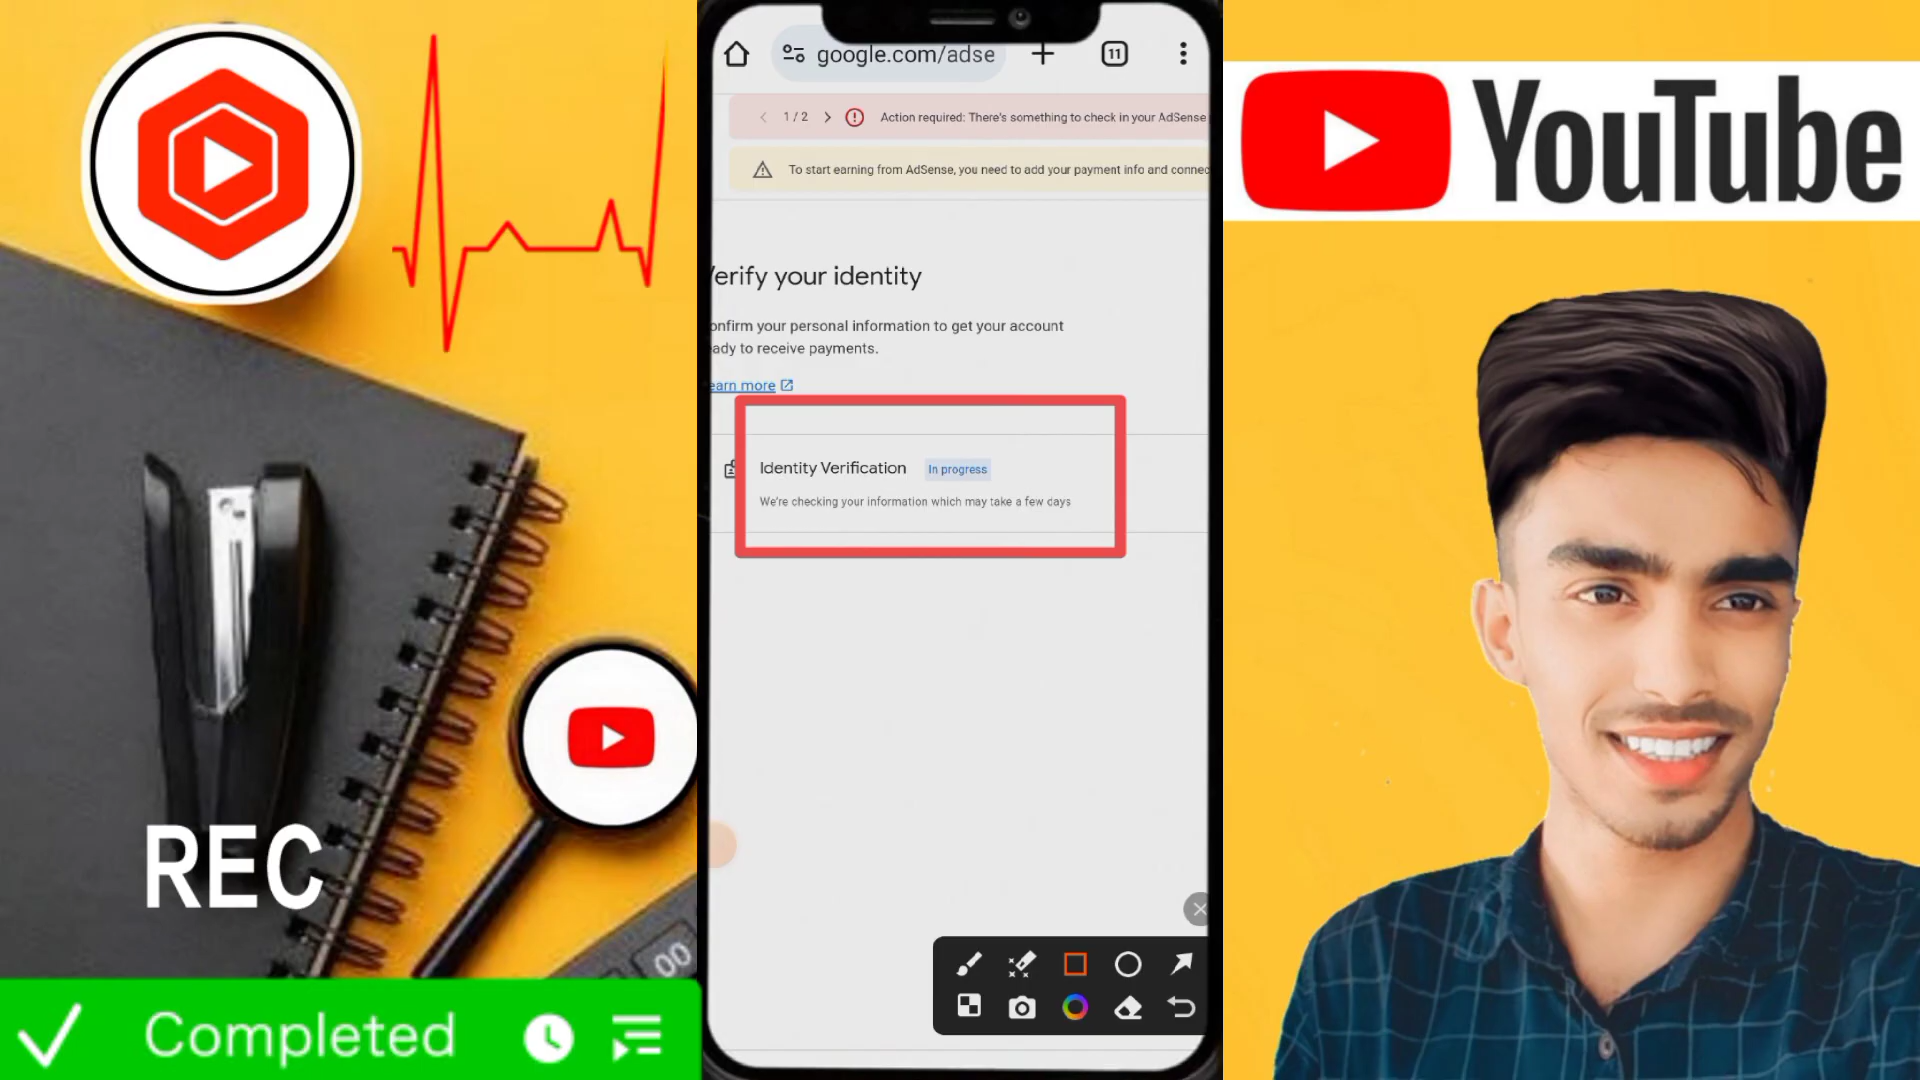 google.com/adse
11
1 / 2
Action required: There's something to check in your AdSense
To start earning from AdSense, you need to add your payment info and connec
erify your identity
onfirm your personal information to get your account
ady to receive payments.
earn more
Identity Verification
In progress
We're checking your information which may take a few days
YouTube
REC
00
Completed